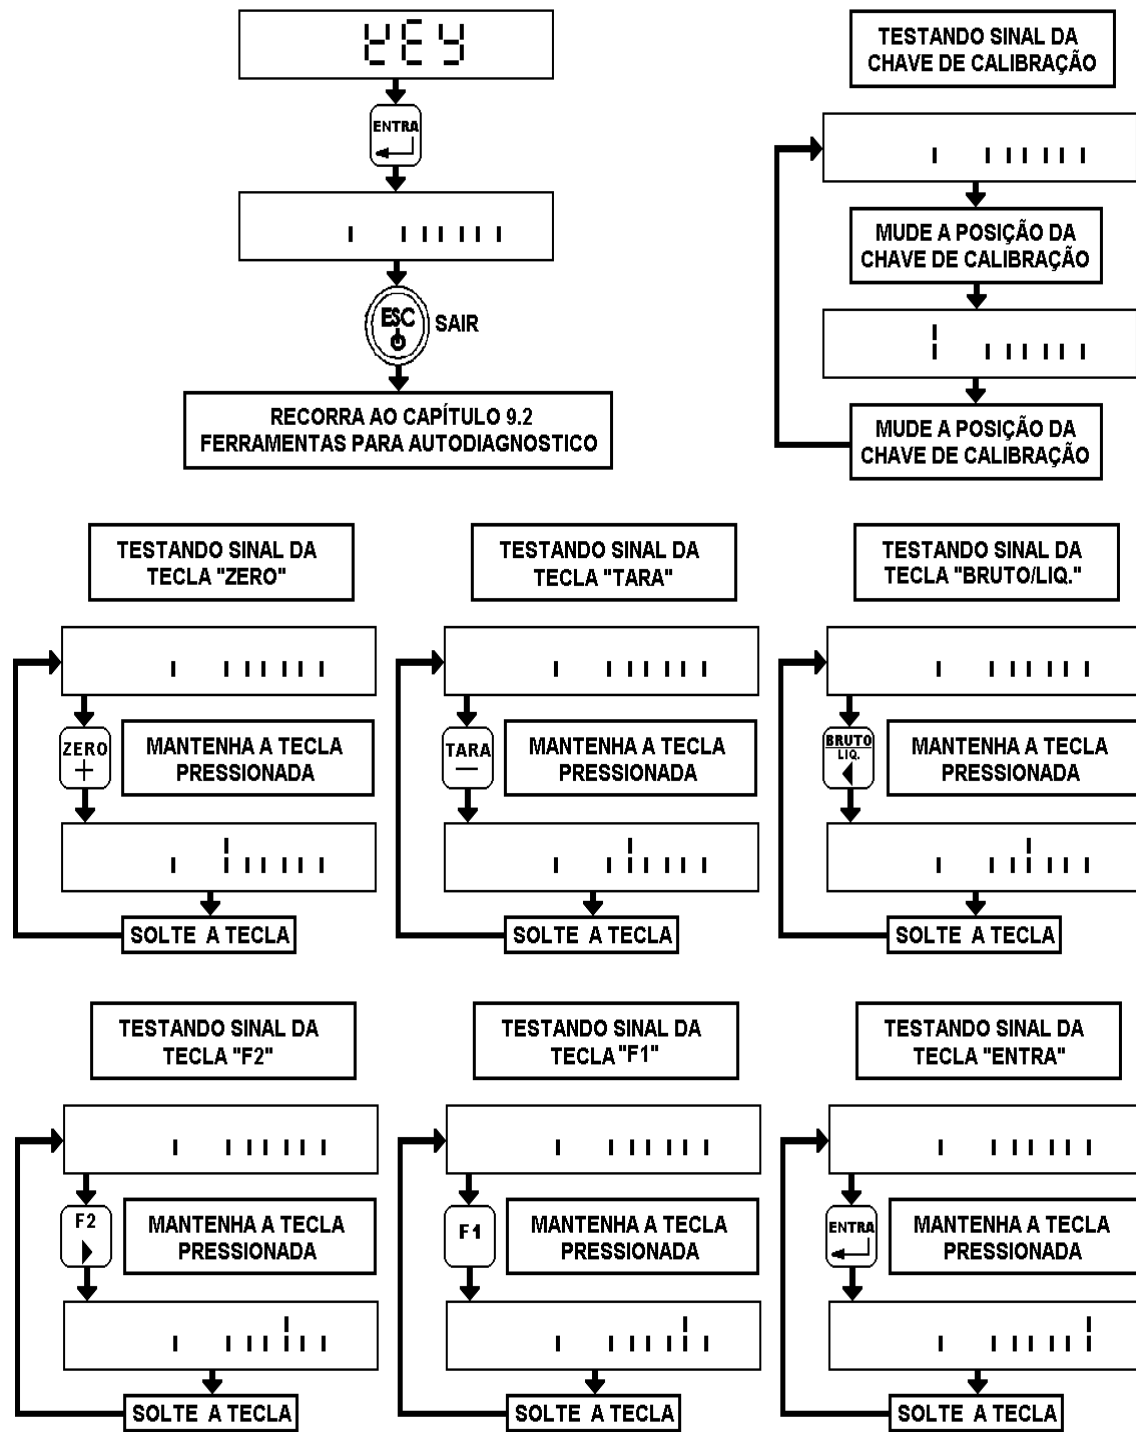 KEY
ENTRA
ESC
SAIR
RECORRA AO CAPÍTULO 9.2
FERRAMENTAS PARA AUTODIAGNOSTICO
TESTANDO SINAL DA
CHAVE DE CALIBRAÇÃO
MUDE A POSIÇÃO DA
CHAVE DE CALIBRAÇÃO
MUDE A POSIÇÃO DA
CHAVE DE CALIBRAÇÃO
TESTANDO SINAL DA
TECLA "ZERO"
ZERO
+
MANTENHA A TECLA
PRESSIONADA
SOLTE A TECLA
TESTANDO SINAL DA
TECLA "TARA"
TARA
—
MANTENHA A TECLA
PRESSIONADA
SOLTE A TECLA
TESTANDO SINAL DA
TECLA "BRUTO/LIQ."
BRUTO
LIQ.
MANTENHA A TECLA
PRESSIONADA
SOLTE A TECLA
TESTANDO SINAL DA
TECLA "F2"
F2
MANTENHA A TECLA
PRESSIONADA
SOLTE A TECLA
TESTANDO SINAL DA
TECLA "F1"
F1
MANTENHA A TECLA
PRESSIONADA
SOLTE A TECLA
TESTANDO SINAL DA
TECLA "ENTRA"
ENTRA
MANTENHA A TECLA
PRESSIONADA
SOLTE A TECLA